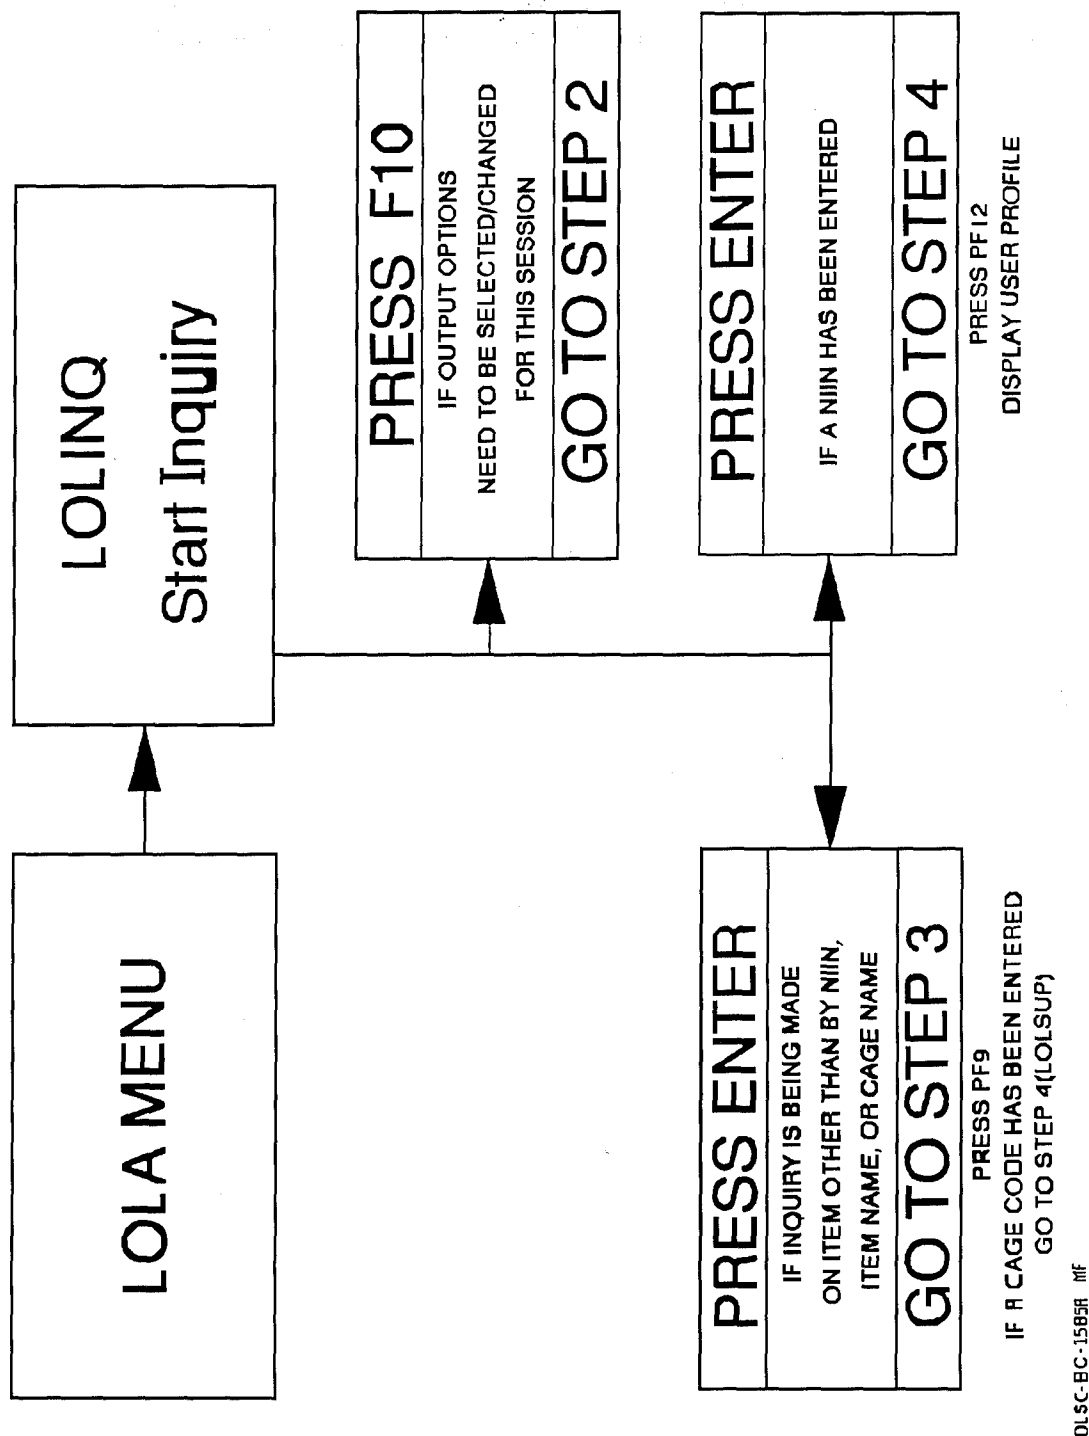 LOLA MENU
LOLINQ
Start Inquiry
PRESS F10
IF OUTPUT OPTIONS
NEED TO BE SELECTED/CHANGED
FOR THIS SESSION
GO TO STEP 2
PRESS ENTER
IF INQUIRY IS BEING MADE
ON ITEM OTHER THAN BY NIIN,
ITEM NAME, OR CAGE NAME
GO TO STEP 3
PRESS PF9
IF A CAGE CODE HAS BEEN ENTERED
GO TO STEP 4(LOLSUP)
PRESS ENTER
IF A NIIN HAS BEEN ENTERED
GO TO STEP 4
PRESS PF12
DISPLAY USER PROFILE
DLSC-BC-1585A MF